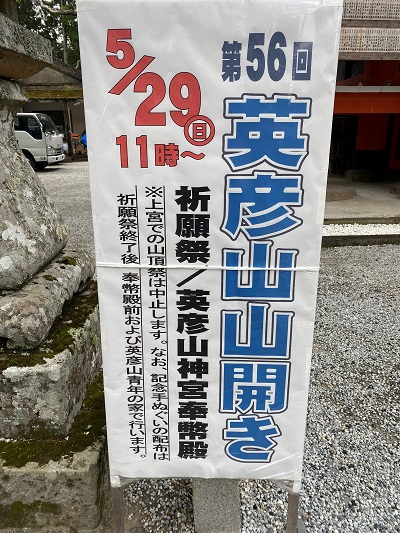 第56回
英彦山山開き
5/29㊐
11時～
祈願祭／英彦山神宮奉幣殿
※上宮での山頂祭は中止します。なお、記念手ぬぐいの配布は
祈願祭終了後、奉幣殿前および英彦山青年の家で行います。